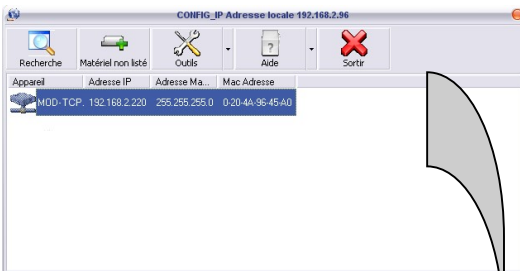 CONFIG_IP Adresse locale 192.168.2.96
Recherche Matériel non listé Outils Aide Sortir
Appareil Adresse IP Adresse Ma... Mac Adresse
MOD-TCP. 192.168.2.220 255.255.255.0 0-20-4A-96-45-A0